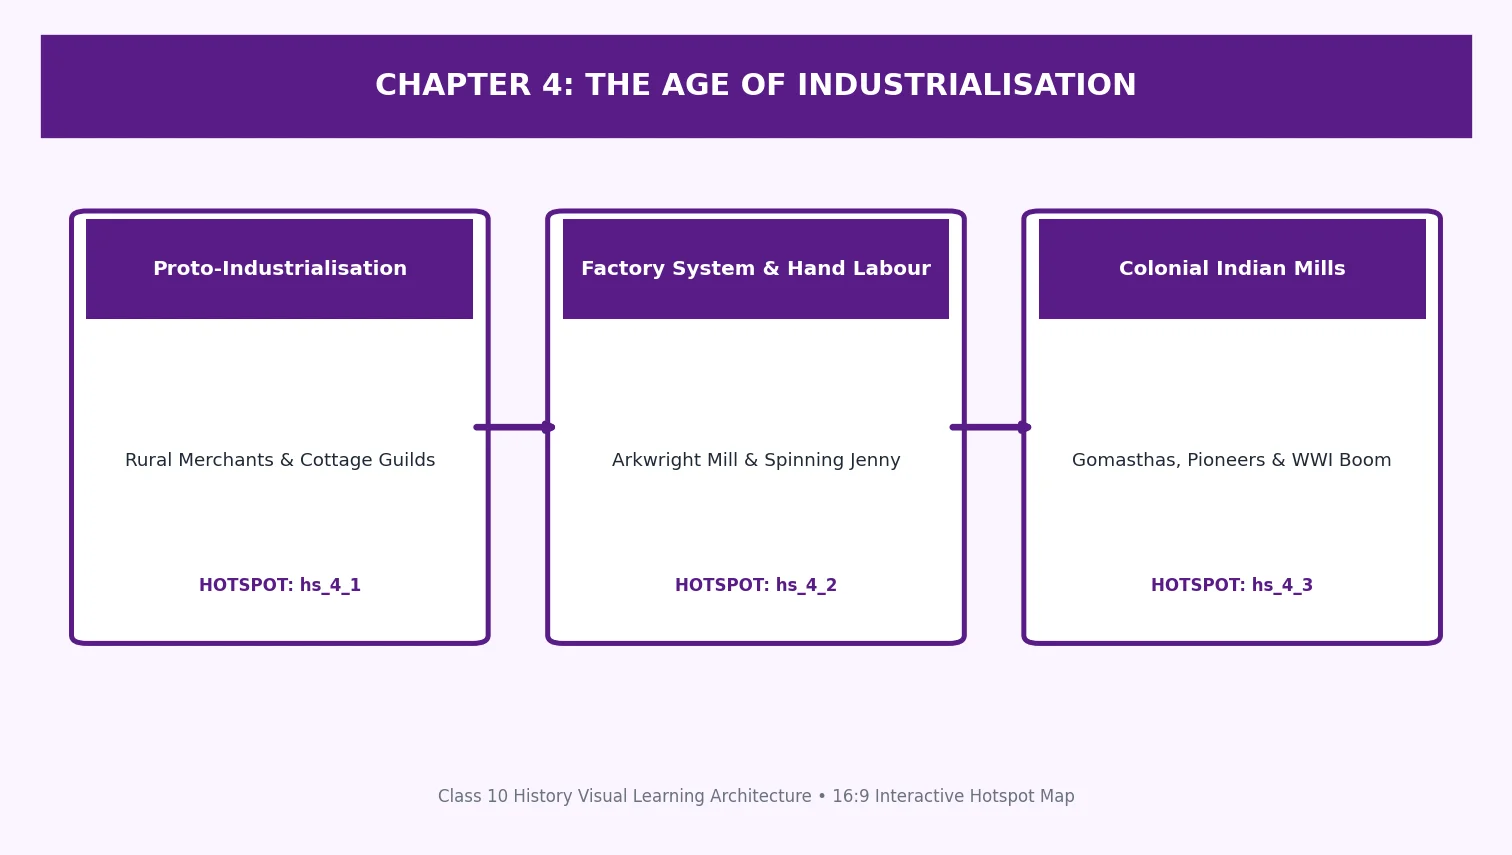 CHAPTER 4: THE AGE OF INDUSTRIALISATION
Proto-Industrialisation
Rural Merchants & Cottage Guilds
HOTSPOT: hs_4_1
Factory System & Hand Labour
Arkwright Mill & Spinning Jenny
HOTSPOT: hs_4_2
Colonial Indian Mills
Gomasthas, Pioneers & WWI Boom
HOTSPOT: hs_4_3
Class 10 History Visual Learning Architecture • 16:9 Interactive Hotspot Map